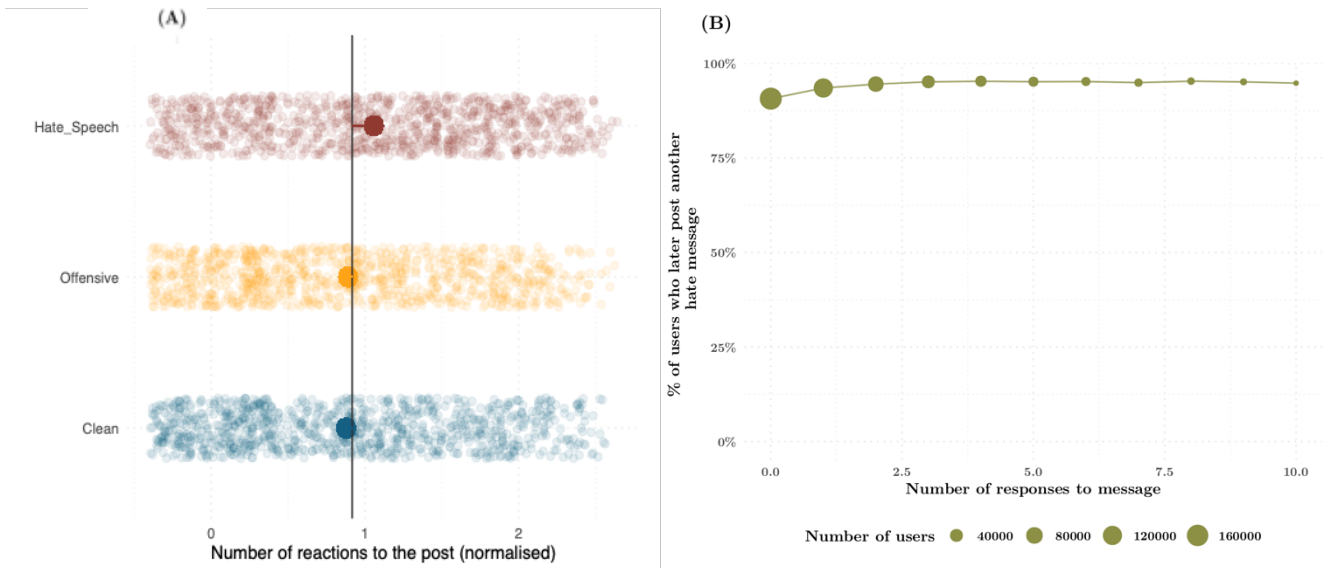 (A)
Hate_Speech
Offensive
Clean
0 1 2
Number of reactions to the post (normalised)
(B)
% of users who later post another
hate message
100%
75%
50%
25%
0%
0.0 2.5 5.0 7.5 10.0
Number of responses to message
Number of users 40000 80000 120000 160000